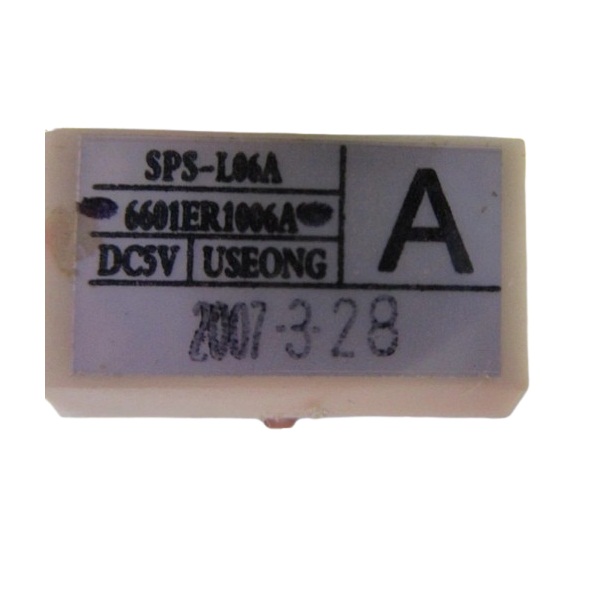 SPS-L06A
6601ER1006A
DC5V USEONG
A
2007-3-28